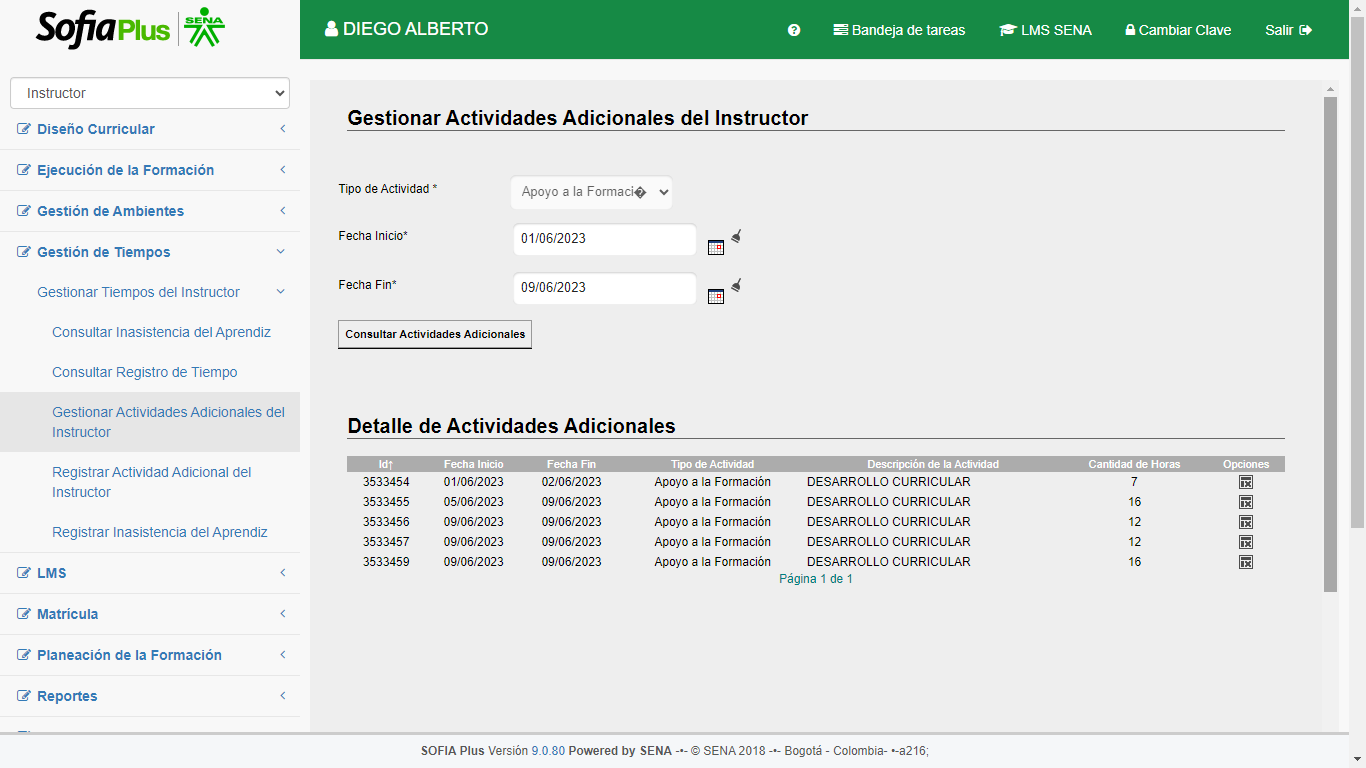 Sofia Plus SENA
DIEGO ALBERTO
Bandeja de tareas
LMS SENA
Cambiar Clave
Salir
Instructor
Diseño Curricular
Ejecución de la Formación
Gestión de Ambientes
Gestión de Tiempos
Gestionar Tiempos del Instructor
Consultar Inasistencia del Aprendiz
Consultar Registro de Tiempo
Gestionar Actividades Adicionales del
Instructor
Registrar Actividad Adicional del
Instructor
Registrar Inasistencia del Aprendiz
LMS
Matrícula
Planeación de la Formación
Reportes
Gestionar Actividades Adicionales del Instructor
Tipo de Actividad * Apoyo a la Formaci�
Fecha Inicio* 01/06/2023
Fecha Fin* 09/06/2023
Consultar Actividades Adicionales
Detalle de Actividades Adicionales
Id↑ Fecha Inicio Fecha Fin Tipo de Actividad Descripción de la Actividad Cantidad de Horas Opciones
3533454 01/06/2023 02/06/2023 Apoyo a la Formación DESARROLLO CURRICULAR 7
3533455 05/06/2023 09/06/2023 Apoyo a la Formación DESARROLLO CURRICULAR 16
3533456 09/06/2023 09/06/2023 Apoyo a la Formación DESARROLLO CURRICULAR 12
3533457 09/06/2023 09/06/2023 Apoyo a la Formación DESARROLLO CURRICULAR 12
3533459 09/06/2023 09/06/2023 Apoyo a la Formación DESARROLLO CURRICULAR 16
Página 1 de 1
SOFIA Plus Versión 9.0.80 Powered by SENA -•- © SENA 2018 -•- Bogotá - Colombia- •-a216;